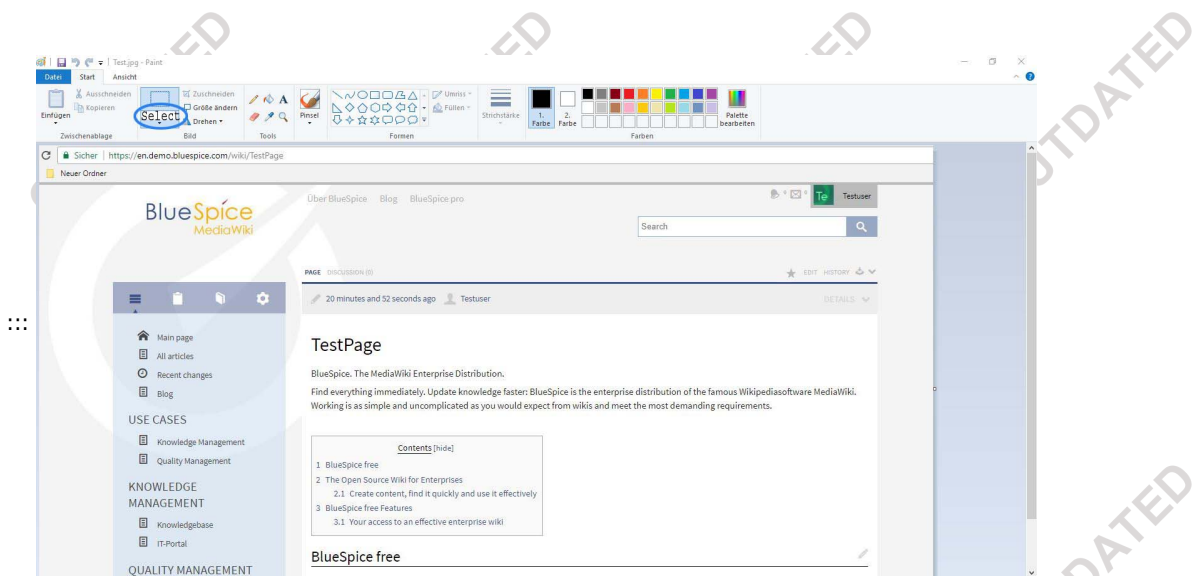 OUTDATED
Test.jpg - Paint
Datei Start Ansicht
Einfügen
Ausschneiden
Kopieren
Zwischenablage
Select
Zuschneiden
Größe ändern
Drehen
Bild
A
Tools
Pinsel
Umriss
Füllen
Formen
Strichstärke
1. Farbe
2. Farbe
Palette bearbeiten
Farben
Sicher | https://en.demo.bluespice.com/wiki/TestPage
Neuer Ordner
BlueSpice
MediaWiki
Über BlueSpice Blog BlueSpice pro
Te Testuser
Search
PAGE DISCUSSION (0) EDIT HISTORY
20 minutes and 52 seconds ago Testuser DETAILS
:::
Main page
All articles
Recent changes
Blog
USE CASES
Knowledge Management
Quality Management
KNOWLEDGE
MANAGEMENT
Knowledgebase
IT-Portal
QUALITY MANAGEMENT
TestPage
BlueSpice. The MediaWiki Enterprise Distribution.
Find everything immediately. Update knowledge faster: BlueSpice is the enterprise distribution of the famous Wikipediasoftware MediaWiki.
Working is as simple and uncomplicated as you would expect from wikis and meet the most demanding requirements.
Contents [hide]
1 BlueSpice free
2 The Open Source Wiki for Enterprises
2.1 Create content, find it quickly and use it effectively
3 BlueSpice free Features
3.1 Your access to an effective enterprise wiki
BlueSpice free